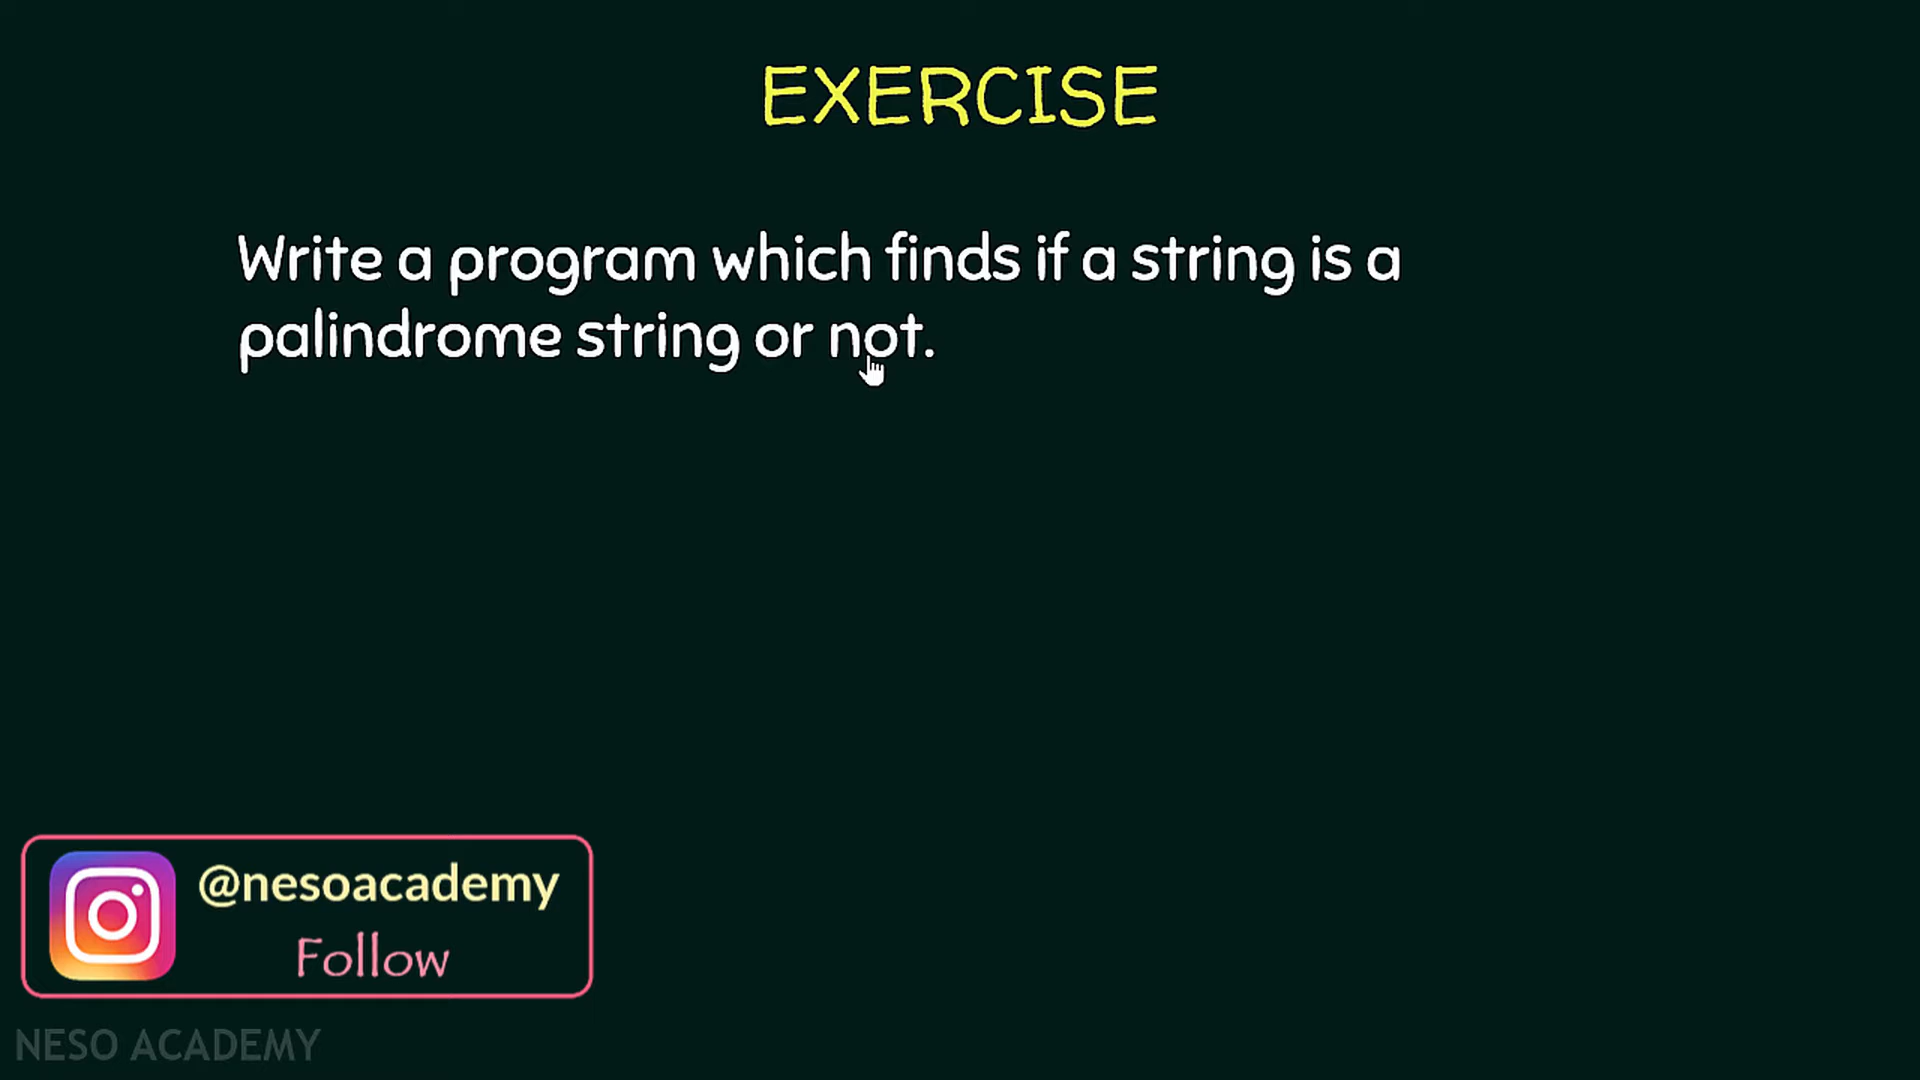 EXERCISE
Write a program which finds if a string is a
palindrome string or not.
@nesoacademy
Follow
NESO ACADEMY